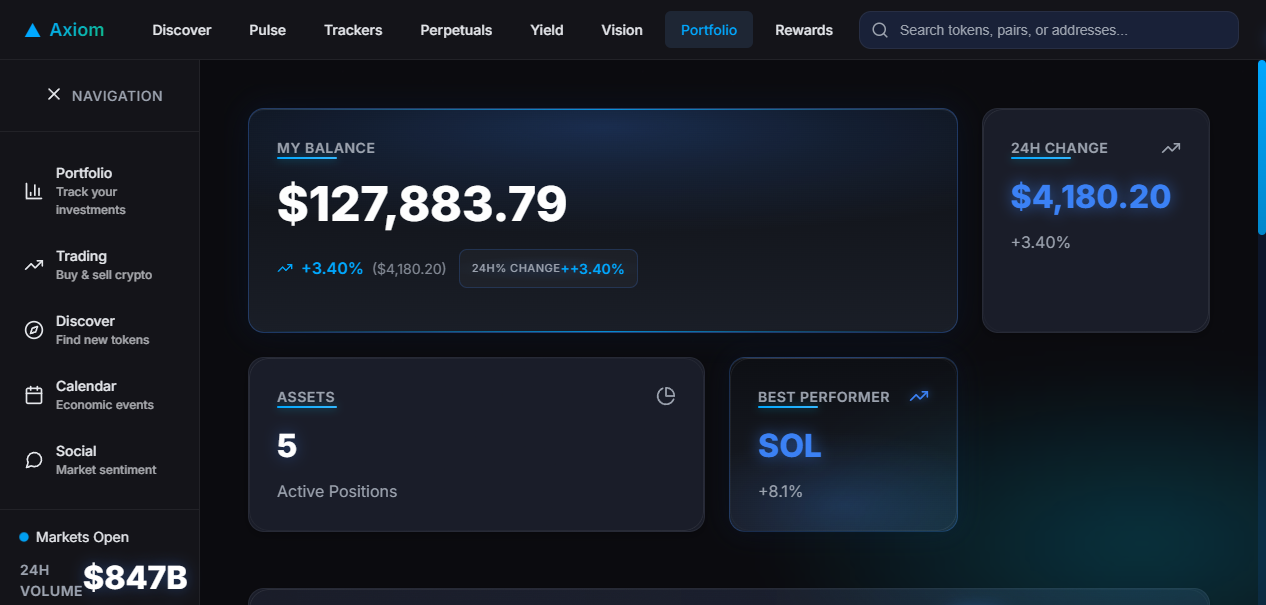 Axiom
Discover
Pulse
Trackers
Perpetuals
Yield
Vision
Portfolio
Rewards
Search tokens, pairs, or addresses...
NAVIGATION
Portfolio
Track your
investments
Trading
Buy & sell crypto
Discover
Find new tokens
Calendar
Economic events
Social
Market sentiment
Markets Open
24H
VOLUME
$847B
MY BALANCE
$127,883.79
+3.40% ($4,180.20) 24H% CHANGE++3.40%
24H CHANGE
$4,180.20
+3.40%
ASSETS
5
Active Positions
BEST PERFORMER
SOL
+8.1%